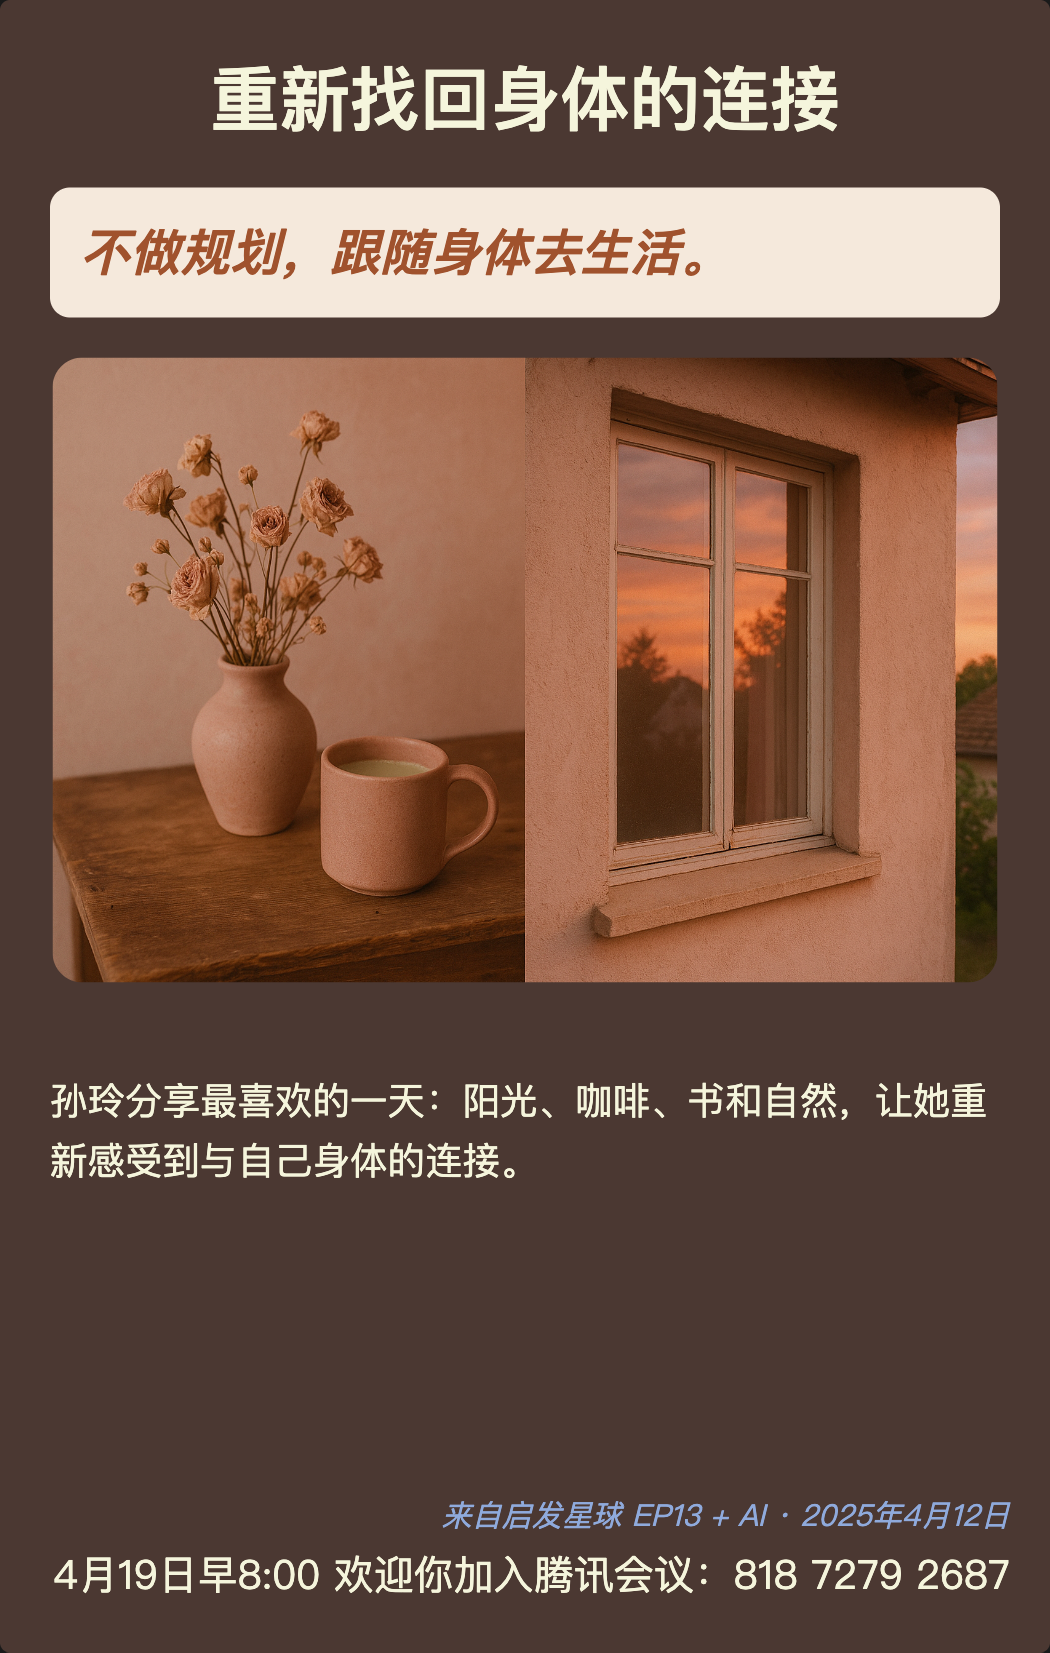 重新找回身体的连接
不做规划，跟随身体去生活。
孙玲分享最喜欢的一天：阳光、咖啡、书和自然，让她重
新感受到与自己身体的连接。
来自启发星球 EP13 + AI · 2025年4月12日
4月19日早8:00 欢迎你加入腾讯会议：818 7279 2687